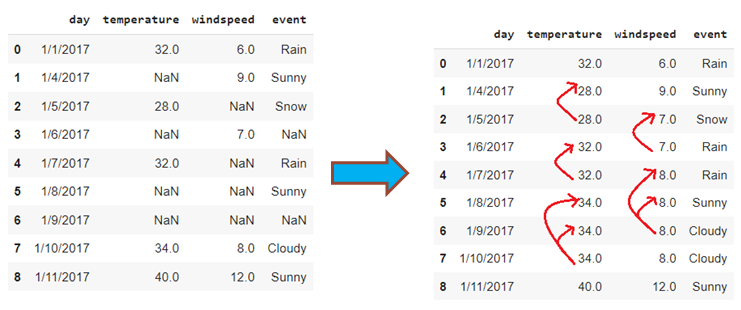 day temperature windspeed event
0 1/1/2017 32.0 6.0 Rain
1 1/4/2017 NaN 9.0 Sunny
2 1/5/2017 28.0 NaN Snow
3 1/6/2017 NaN 7.0 NaN
4 1/7/2017 32.0 NaN Rain
5 1/8/2017 NaN NaN Sunny
6 1/9/2017 NaN NaN NaN
7 1/10/2017 34.0 8.0 Cloudy
8 1/11/2017 40.0 12.0 Sunny
day temperature windspeed event
0 1/1/2017 32.0 6.0 Rain
1 1/4/2017 28.0 9.0 Sunny
2 1/5/2017 28.0 7.0 Snow
3 1/6/2017 32.0 7.0 Rain
4 1/7/2017 32.0 8.0 Rain
5 1/8/2017 34.0 8.0 Sunny
6 1/9/2017 34.0 8.0 Cloudy
7 1/10/2017 34.0 8.0 Cloudy
8 1/11/2017 40.0 12.0 Sunny